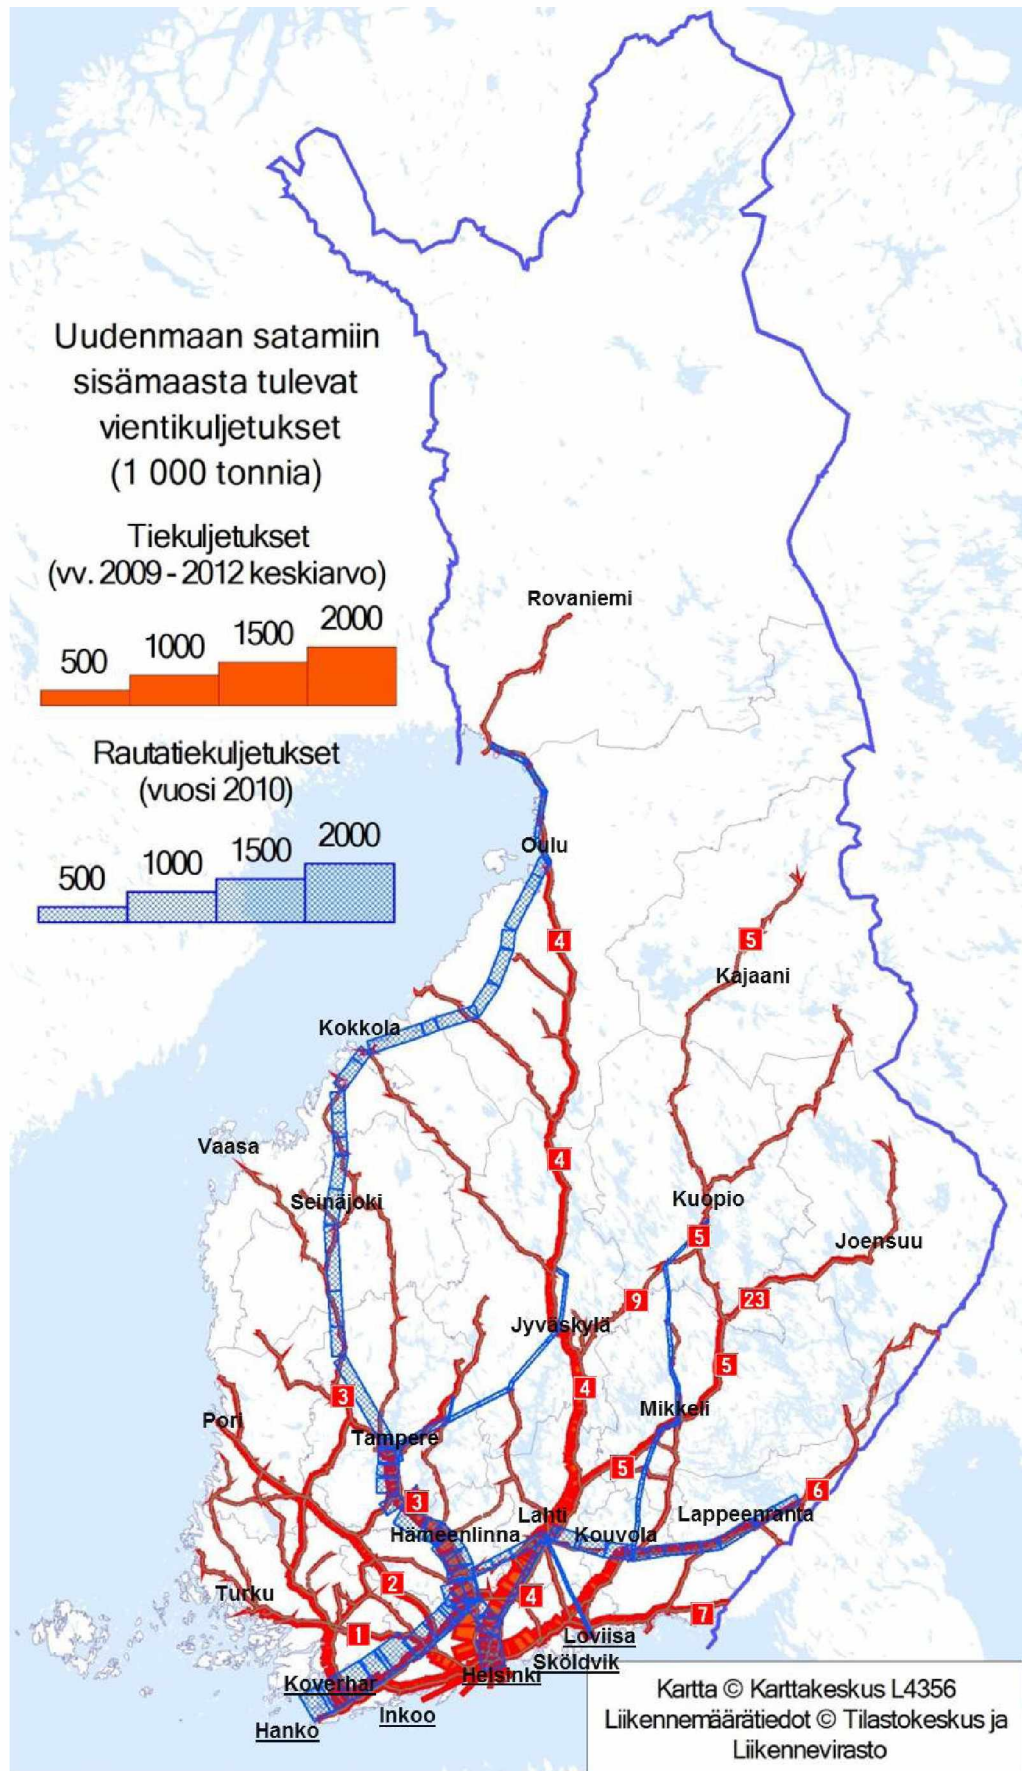 Uudenmaan satamiin
sisämaasta tulevat
vientikuljetukset
(1 000 tonnia)
Tiekuljetukset
(vv. 2009 - 2012 keskiarvo)
500
1000
1500
2000
Rautatiekuljetukset
(vuosi 2010)
500
1000
1500
2000
Rovaniemi
Oulu
4
5
Kajaani
Kokkola
Vaasa
4
Seinäjoki
Kuopio
5
Joensuu
9
23
Jyväskylä
5
4
3
Mikkeli
Pori
Tampere
5
6
3
Lahti
Lappeenranta
Hämeenlinna
Kouvola
2
Turku
4
7
1
Loviisa
Sköldvik
Helsinki
Koverhar
Inkoo
Hanko
Kartta © Karttakeskus L4356
Liikennemäärätiedot © Tilastokeskus ja
Liikennevirasto